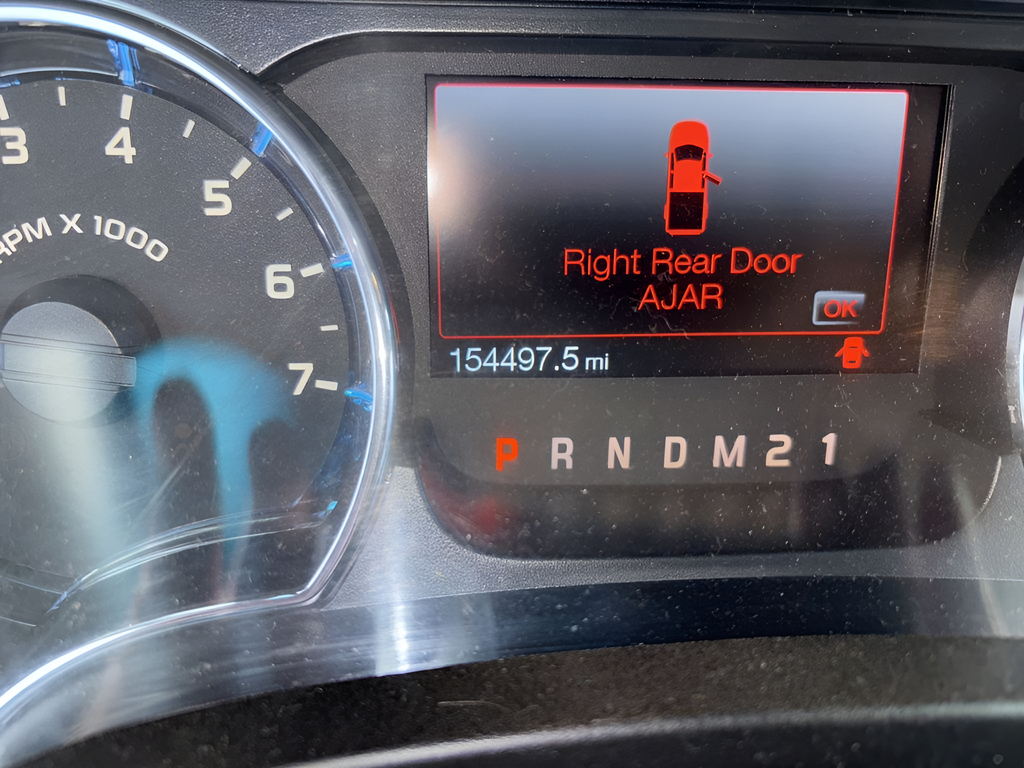 3
4
5
6
7
RPM X 1000
Right Rear Door
AJAR
OK
154497.5 mi
P R N D M 2 1